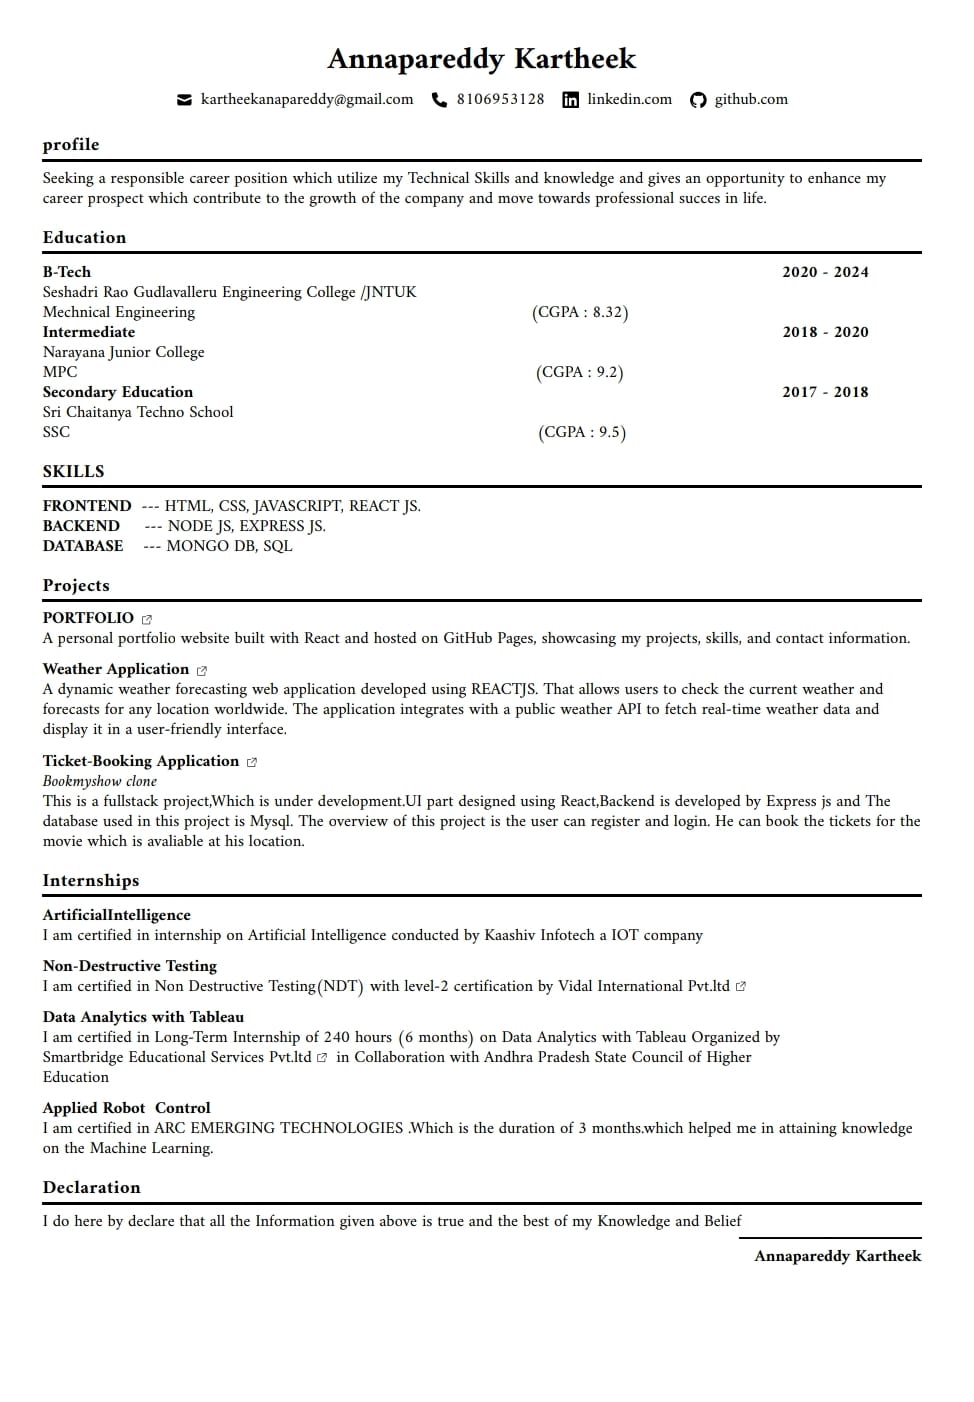 Annapareddy Kartheek
kartheekanapareddy@gmail.com 8106953128 linkedin.com github.com
profile
Seeking a responsible career position which utilize my Technical Skills and knowledge and gives an opportunity to enhance my
career prospect which contribute to the growth of the company and move towards professional succes in life.
Education
B-Tech 2020 - 2024
Seshadri Rao Gudlavalleru Engineering College /JNTUK
Mechnical Engineering (CGPA : 8.32)
Intermediate 2018 - 2020
Narayana Junior College
MPC (CGPA : 9.2)
Secondary Education 2017 - 2018
Sri Chaitanya Techno School
SSC (CGPA : 9.5)
SKILLS
FRONTEND --- HTML, CSS, JAVASCRIPT, REACT JS.
BACKEND --- NODE JS, EXPRESS JS.
DATABASE --- MONGO DB, SQL
Projects
PORTFOLIO
A personal portfolio website built with React and hosted on GitHub Pages, showcasing my projects, skills, and contact information.
Weather Application
A dynamic weather forecasting web application developed using REACTJS. That allows users to check the current weather and
forecasts for any location worldwide. The application integrates with a public weather API to fetch real-time weather data and
display it in a user-friendly interface.
Ticket-Booking Application
Bookmyshow clone
This is a fullstack project,Which is under development.UI part designed using React,Backend is developed by Express js and The
database used in this project is Mysql. The overview of this project is the user can register and login. He can book the tickets for the
movie which is avaliable at his location.
Internships
ArtificialIntelligence
I am certified in internship on Artificial Intelligence conducted by Kaashiv Infotech a IOT company
Non-Destructive Testing
I am certified in Non Destructive Testing(NDT) with level-2 certification by Vidal International Pvt.ltd
Data Analytics with Tableau
I am certified in Long-Term Internship of 240 hours (6 months) on Data Analytics with Tableau Organized by
Smartbridge Educational Services Pvt.ltd in Collaboration with Andhra Pradesh State Council of Higher
Education
Applied Robot Control
I am certified in ARC EMERGING TECHNOLOGIES .Which is the duration of 3 months.which helped me in attaining knowledge
on the Machine Learning.
Declaration
I do here by declare that all the Information given above is true and the best of my Knowledge and Belief
Annapareddy Kartheek